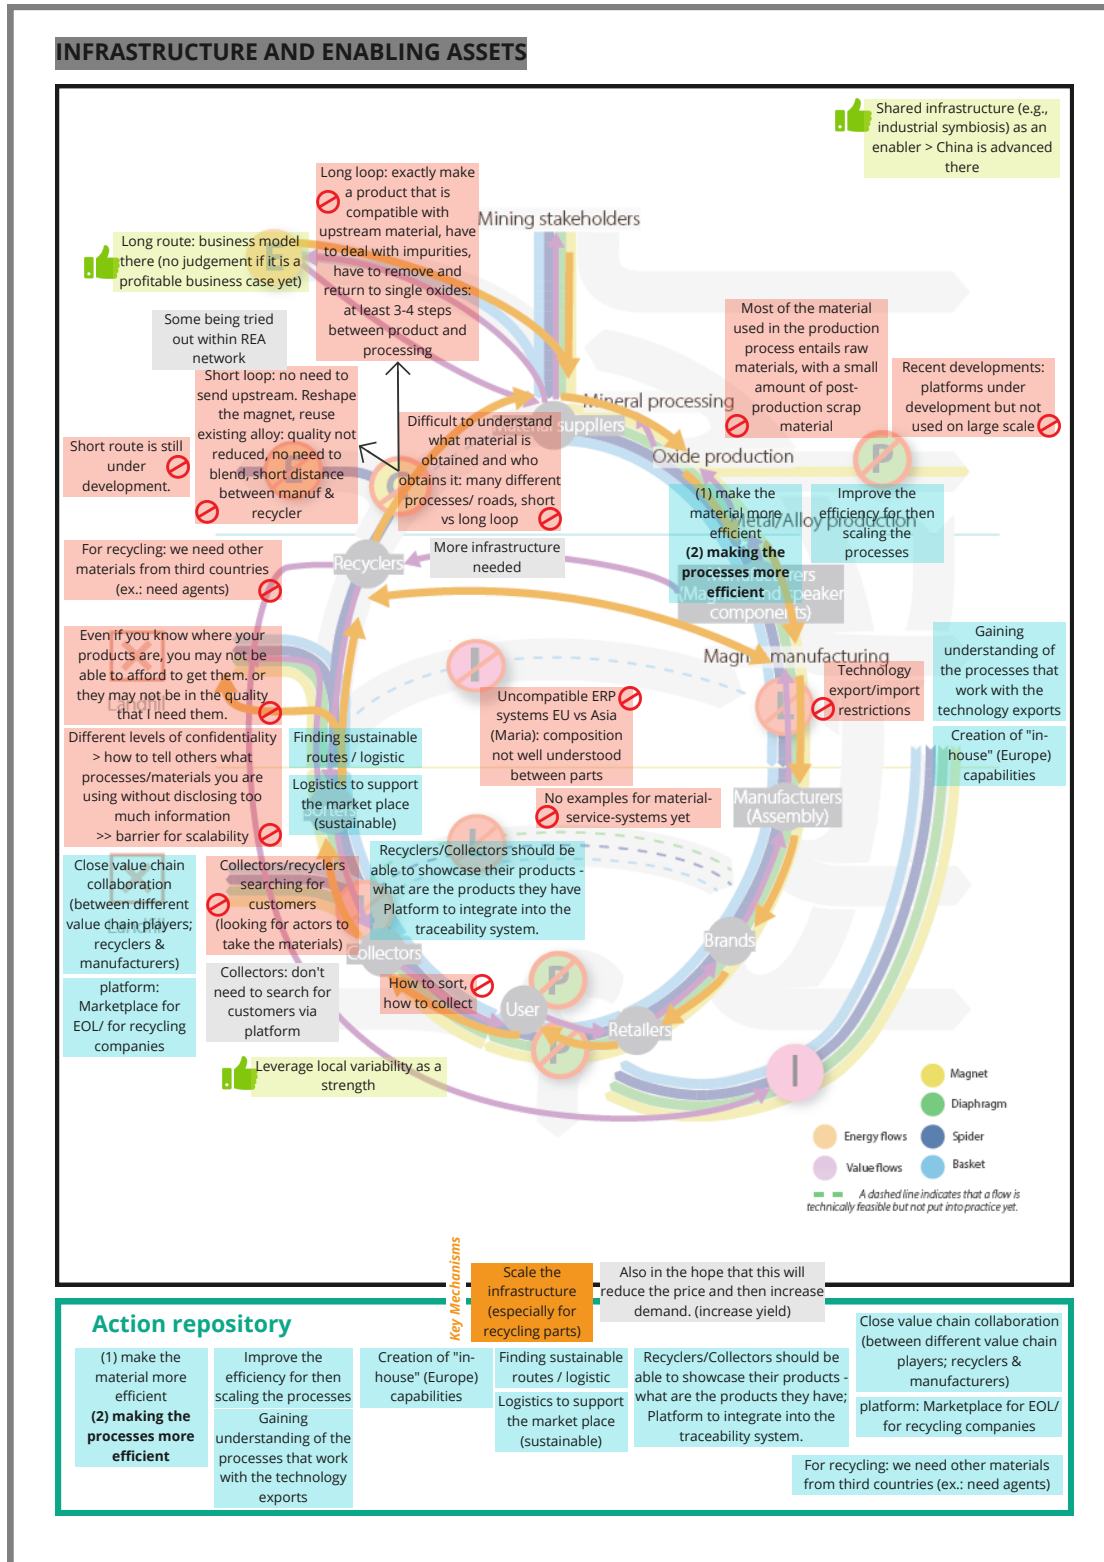 INFRASTRUCTURE AND ENABLING ASSETS
Shared infrastructure (e.g.,
industrial symbiosis) as an
enabler > China is advanced
there
Long loop: exactly make
a product that is
compatible with
upstream material, have
to deal with impurities,
have to remove and
return to single oxides:
at least 3-4 steps
between product and
processing
Mining stakeholders
Long route: business model
there (no judgement if it is a
profitable business case yet)
E
Some being tried
out within REA
network
Most of the material
used in the production
process entails raw
materials, with a small
amount of post-
production scrap
material
Recent developments:
platforms under
development but not
used on large scale
Short loop: no need to
send upstream. Reshape
the magnet, reuse
existing alloy: quality not
reduced, no need to
blend, short distance
between manuf &
recycler
Mineral processing
Material suppliers
Difficult to understand
what material is
obtained and who
obtains it: many different
processes/ roads, short
vs long loop
Short route is still
under
development.
E
Oxide production
P
(1) make the
material more
efficient
(2) making the
processes more
efficient
Improve the
efficiency for then
scaling the
processes
Metal/Alloy production
For recycling: we need other
materials from third countries
(ex.: need agents)
Recyclers
More infrastructure
needed
Manufacturers
(Magnet and speaker
components)
Even if you know where your
products are, you may not be
able to afford to get them. or
they may not be in the quality
that I need them.
Landfill
I
Magn manufacturing
Gaining
understanding of
the processes that
work with the
technology exports
Technology
export/import
restrictions
Uncompatible ERP
systems EU vs Asia
(Maria): composition
not well understood
between parts
Different levels of confidentiality
> how to tell others what
processes/materials you are
using without disclosing too
much information
>> barrier for scalability
Finding sustainable
routes / logistic
Creation of "in-
house" (Europe)
capabilities
Logistics to support
the market place
(sustainable)
Sorters
No examples for material-
service-systems yet
Manufacturers
(Assembly)
Close value chain
collaboration
(between different
value chain players;
recyclers &
manufacturers)
Landfill
Collectors/recyclers
searching for
customers
(looking for actors to
take the materials)
Recyclers/Collectors should be
able to showcase their products -
what are the products they have
Platform to integrate into the
traceability system.
Collectors
Brands
Collectors: don't
need to search for
customers via
platform
platform:
Marketplace for
EOL/ for recycling
companies
How to sort,
how to collect
P
User
Retailers
P
Leverage local variability as a
strength
I
Magnet
Diaphragm
Energy flows
Spider
Value flows
Basket
A dashed line indicates that a flow is
technically feasible but not put into practice yet.
Key Mechanisms
Scale the
infrastructure
(especially for
recycling parts)
Also in the hope that this will
reduce the price and then increase
demand. (increase yield)
Action repository
(1) make the
material more
efficient
(2) making the
processes more
efficient
Improve the
efficiency for then
scaling the processes
Gaining
understanding of the
processes that work
with the technology
exports
Creation of "in-
house" (Europe)
capabilities
Finding sustainable
routes / logistic
Logistics to support
the market place
(sustainable)
Recyclers/Collectors should be
able to showcase their products -
what are the products they have;
Platform to integrate into the
traceability system.
Close value chain collaboration
(between different value chain
players; recyclers &
manufacturers)
platform: Marketplace for EOL/
for recycling companies
For recycling: we need other materials
from third countries (ex.: need agents)